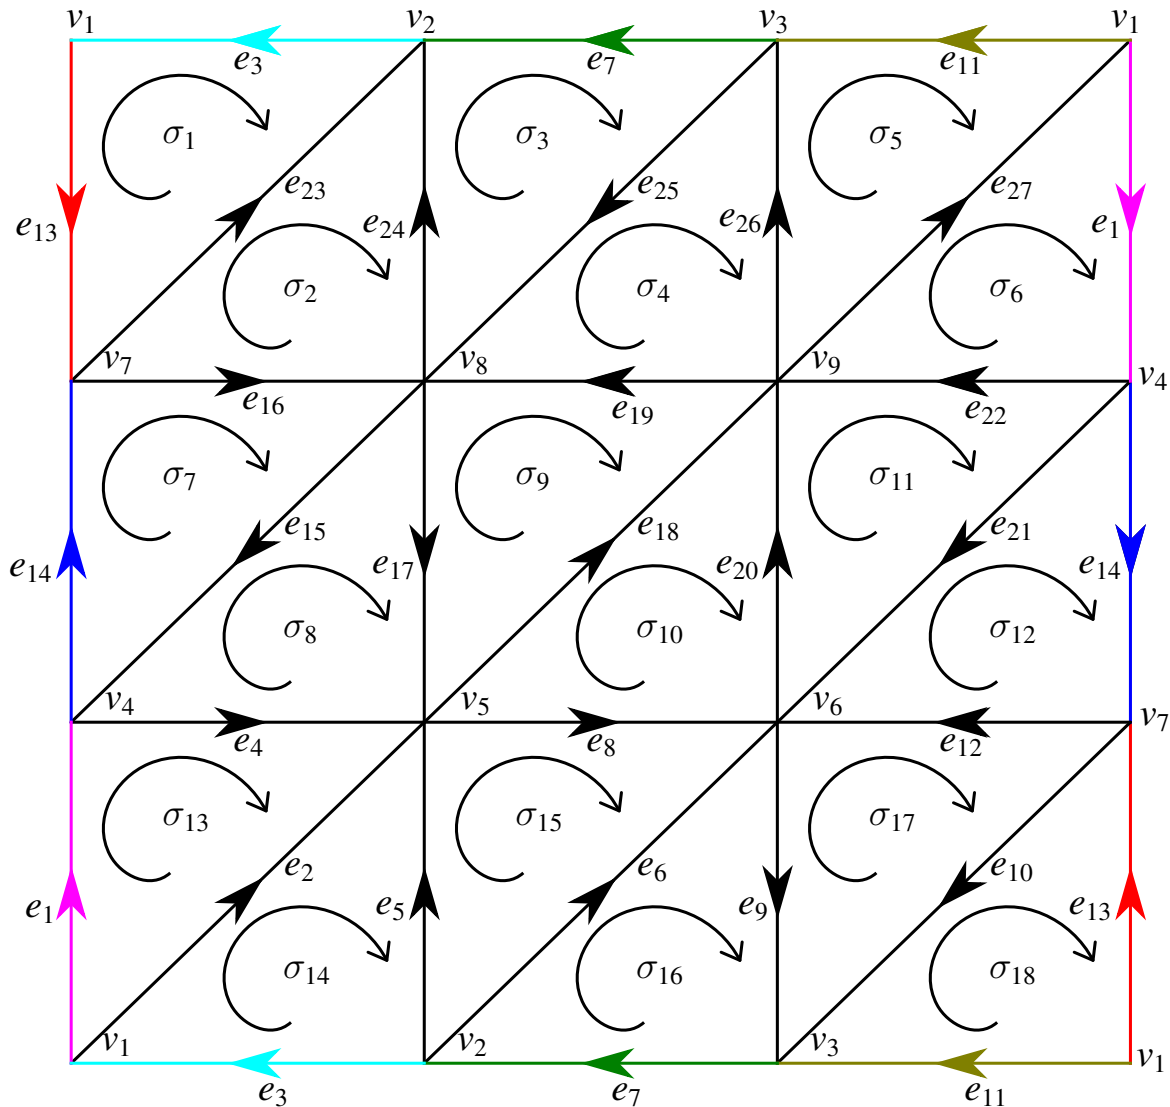 v₁ v₂ v₃ v₁
e₃ e₇ e₁₁
σ₁ σ₃ σ₅
e₂₃ e₂₅ e₂₇
e₁₃ e₂₄ e₂₆ e₁
σ₂ σ₄ σ₆
v₇ v₈ v₉ v₄
e₁₆ e₁₉ e₂₂
σ₇ σ₉ σ₁₁
e₁₅ e₁₈ e₂₁
e₁₄ e₁₇ e₂₀ e₁₄
σ₈ σ₁₀ σ₁₂
v₄ v₅ v₆ v₇
e₄ e₈ e₁₂
σ₁₃ σ₁₅ σ₁₇
e₂ e₆ e₁₀
e₁ e₅ e₉ e₁₃
σ₁₄ σ₁₆ σ₁₈
v₁ v₂ v₃ v₁
e₃ e₇ e₁₁